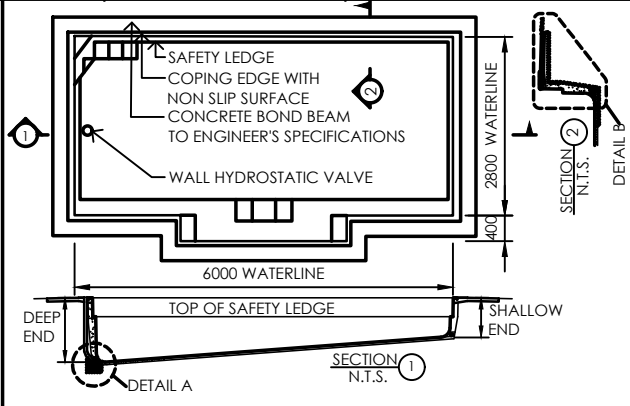 SAFETY LEDGE
COPING EDGE WITH
NON SLIP SURFACE
CONCRETE BOND BEAM
TO ENGINEER'S SPECIFICATIONS
WALL HYDROSTATIC VALVE
1
2
2800 WATERLINE
400
6000 WATERLINE
SECTION 2
N.T.S.
DETAIL B
TOP OF SAFETY LEDGE
DEEP
END
SHALLOW
END
SECTION 1
N.T.S.
DETAIL A